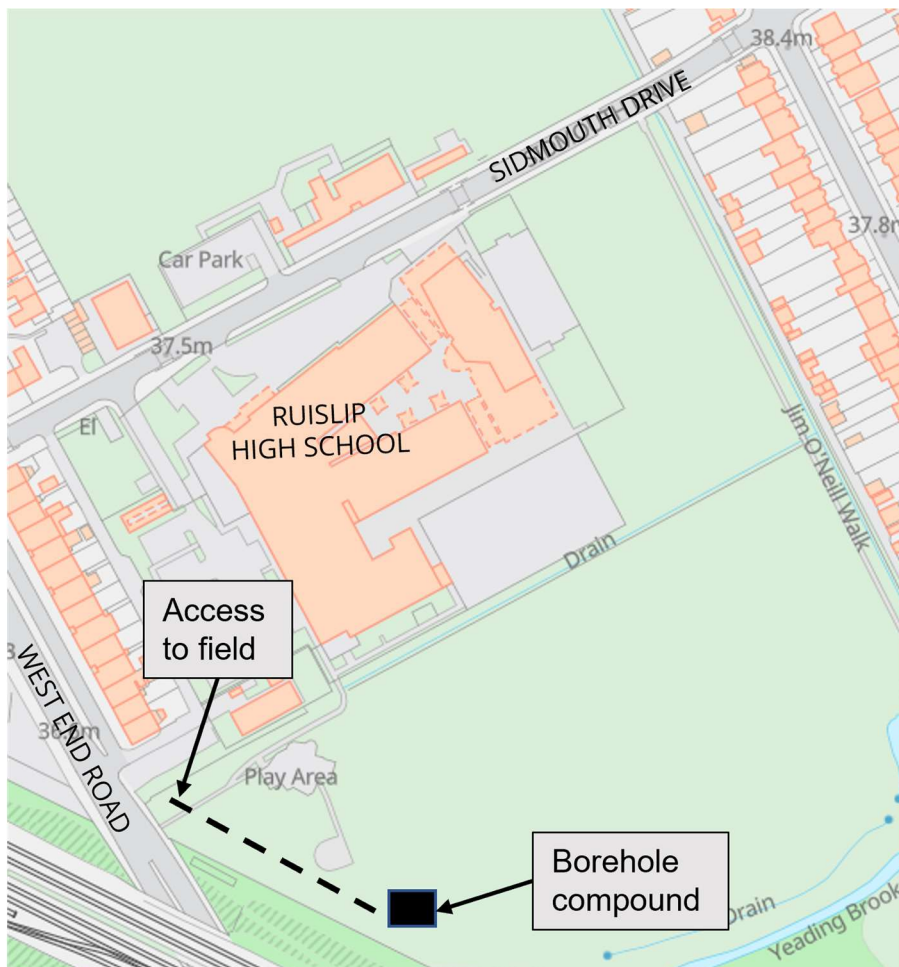 38.4m
SIDMOUTH DRIVE
37.8m
Car Park
37.5m
RUISLIP
HIGH SCHOOL
El
Jim O'Neill Walk
Drain
Access
to field
WEST END ROAD
Play Area
Borehole
compound
Drain
Yeading Brook